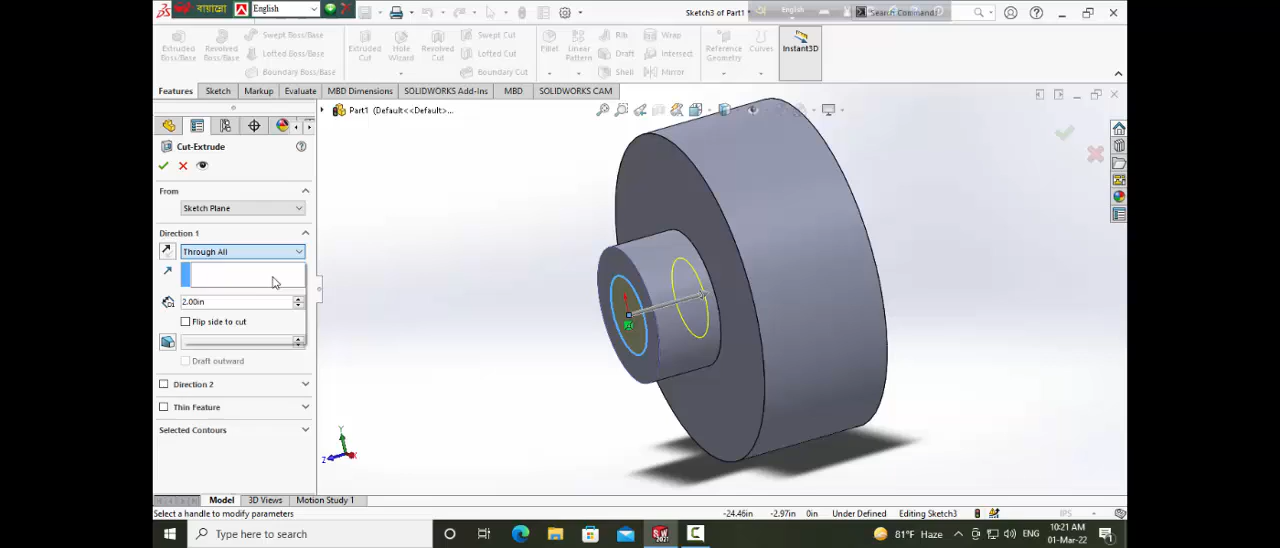 বায়ান্নো
English
Sketch3 of Part1 *
English
Search Command
Extruded Boss/Base
Revolved Boss/Base
Swept Boss/Base
Lofted Boss/Base
Boundary Boss/Base
Extruded Cut
Hole Wizard
Revolved Cut
Swept Cut
Lofted Cut
Boundary Cut
Fillet
Linear Pattern
Rib
Draft
Shell
Wrap
Intersect
Mirror
Reference Geometry
Curves
Instant3D
Features
Sketch
Markup
Evaluate
MBD Dimensions
SOLIDWORKS Add-Ins
MBD
SOLIDWORKS CAM
Part1 (Default<<Default>...
Cut-Extrude
From
Sketch Plane
Direction 1
Through All
2.00in
Flip side to cut
Draft outward
Direction 2
Thin Feature
Selected Contours
Y
Z
X
Model
3D Views
Motion Study 1
Select a handle to modify parameters
-24.46in
-2.97in
0in
Under Defined
Editing Sketch3
IPS
Type here to search
SW
2021
81°F Haze
10:21 AM
01-Mar-22
1